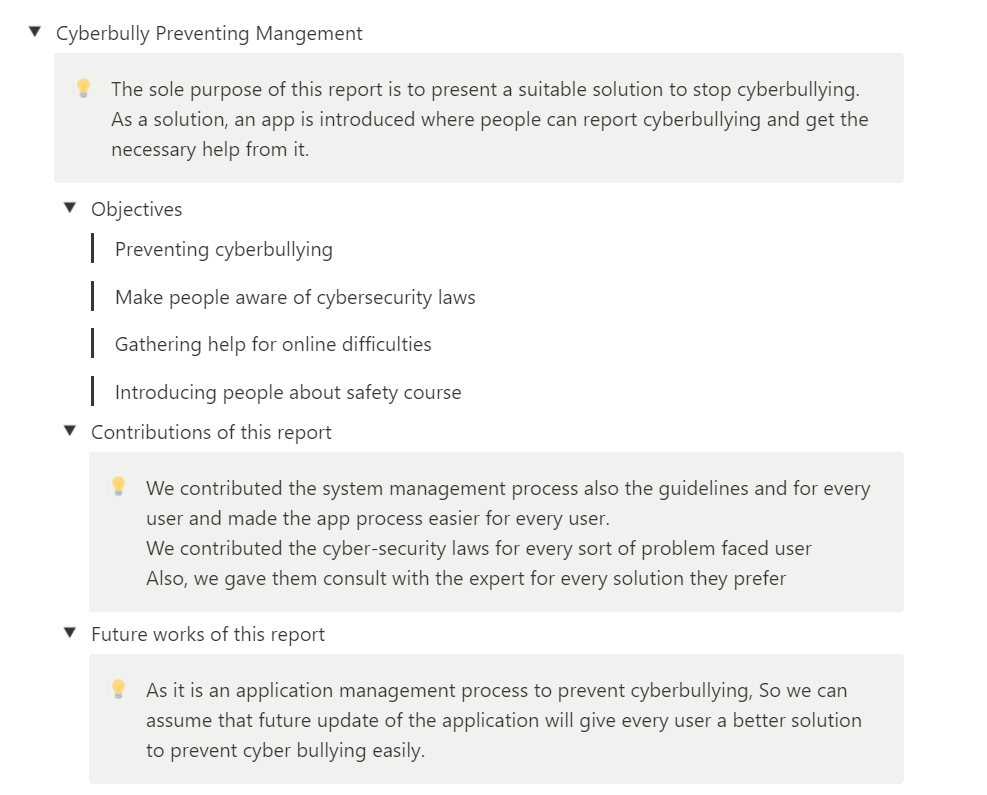 Cyberbully Preventing Mangement
The sole purpose of this report is to present a suitable solution to stop cyberbullying.
As a solution, an app is introduced where people can report cyberbullying and get the
necessary help from it.
Objectives
Preventing cyberbullying
Make people aware of cybersecurity laws
Gathering help for online difficulties
Introducing people about safety course
Contributions of this report
We contributed the system management process also the guidelines and for every
user and made the app process easier for every user.
We contributed the cyber-security laws for every sort of problem faced user
Also, we gave them consult with the expert for every solution they prefer
Future works of this report
As it is an application management process to prevent cyberbullying, So we can
assume that future update of the application will give every user a better solution
to prevent cyber bullying easily.